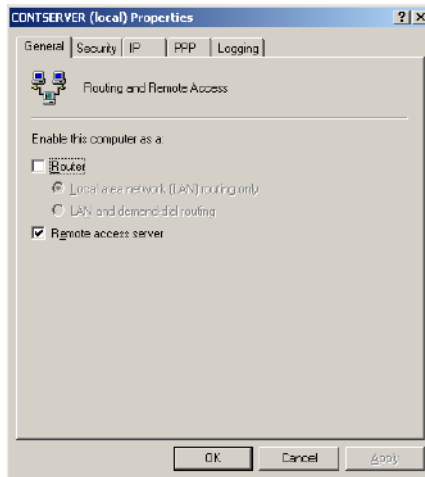 CONTSERVER (local) Properties
General Security IP PPP Logging
Routing and Remote Access
Enable this computer as a:
Router
Local area network (LAN) routing only
LAN and demand-dial routing
Remote access server
OK Cancel Apply